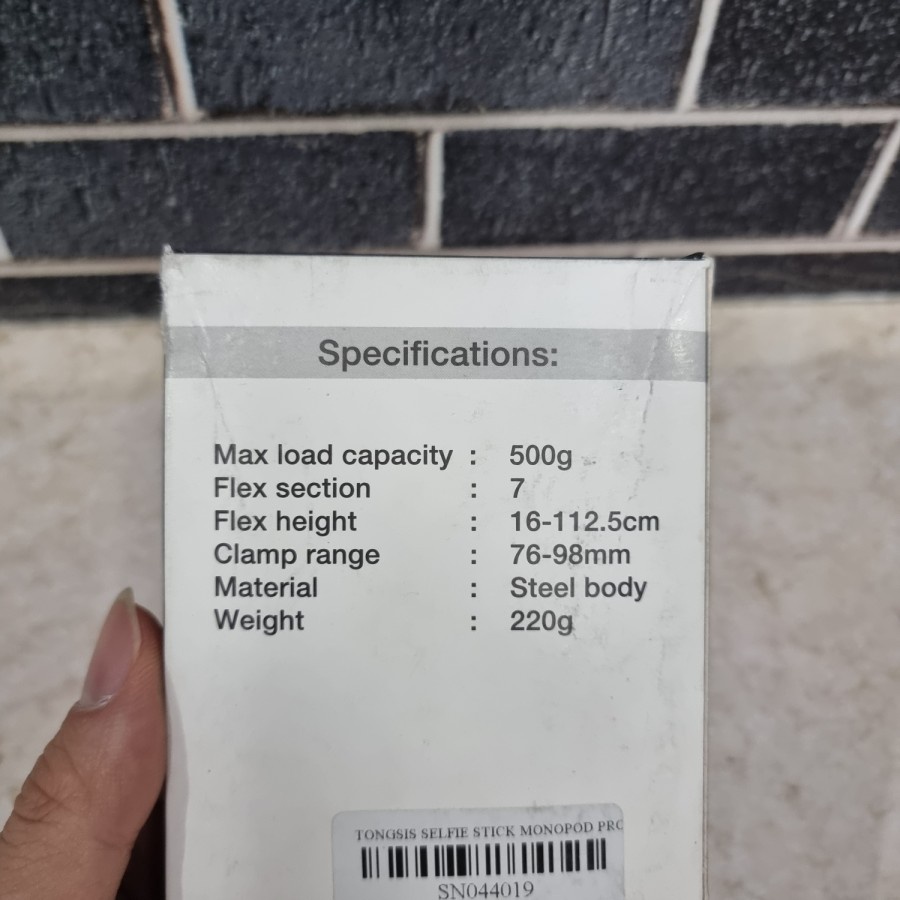 Specifications:
Max load capacity : 500g
Flex section : 7
Flex height : 16-112.5cm
Clamp range : 76-98mm
Material : Steel body
Weight : 220g
TONGSIS SELFIE STICK MONOPOD PRO
SN044019